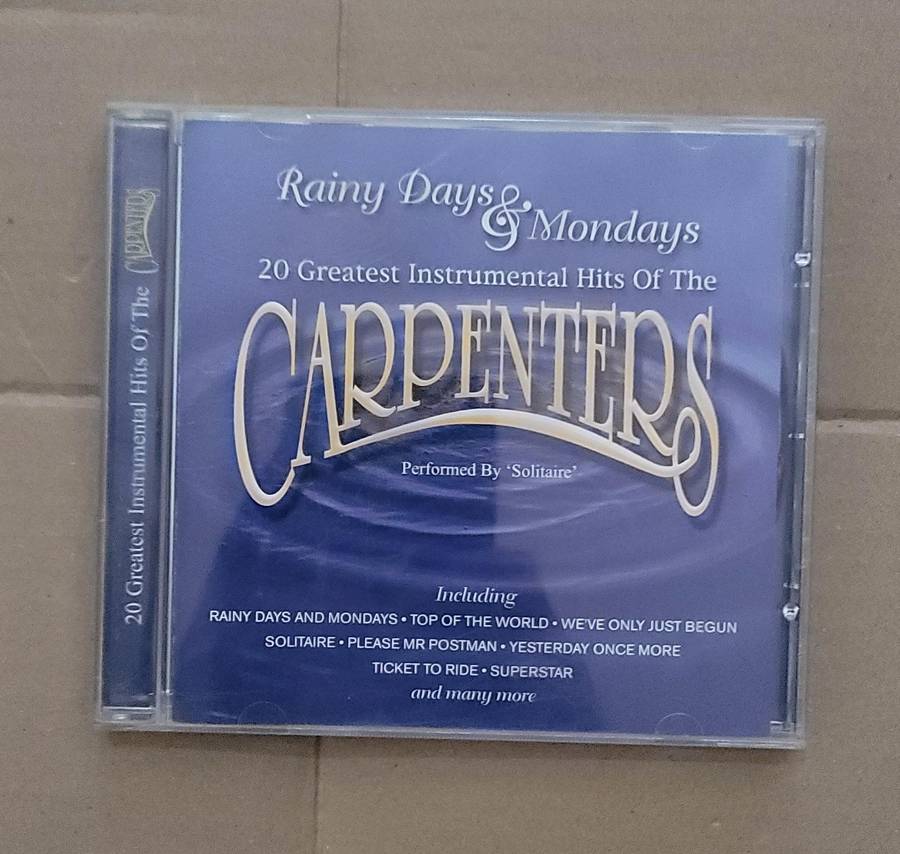 Rainy Days & Mondays
20 Greatest Instrumental Hits Of The
CARPENTERS
Performed By ‘Solitaire’
Including
RAINY DAYS AND MONDAYS • TOP OF THE WORLD • WE'VE ONLY JUST BEGUN
SOLITAIRE • PLEASE MR POSTMAN • YESTERDAY ONCE MORE
TICKET TO RIDE • SUPERSTAR
and many more
20 Greatest Instrumental Hits Of The CARPENTERS